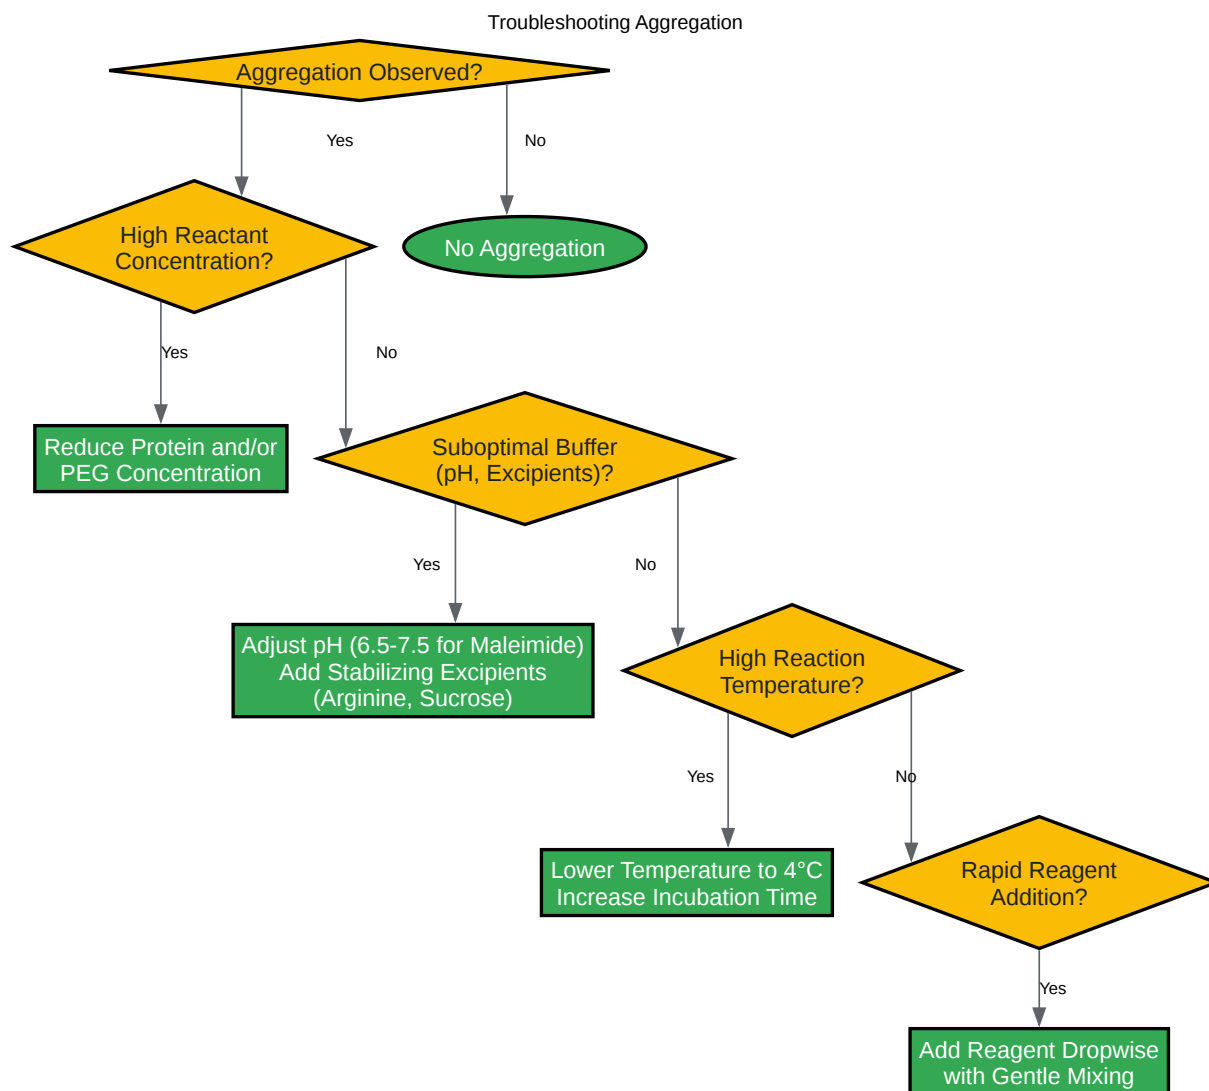 Troubleshooting Aggregation
Aggregation Observed?
Yes
No
High Reactant
Concentration?
No Aggregation
Yes
No
Reduce Protein and/or
PEG Concentration
Suboptimal Buffer
(pH, Excipients)?
Yes
No
Adjust pH (6.5-7.5 for Maleimide)
Add Stabilizing Excipients
(Arginine, Sucrose)
High Reaction
Temperature?
Yes
No
Lower Temperature to 4°C
Increase Incubation Time
Rapid Reagent
Addition?
Yes
Add Reagent Dropwise
with Gentle Mixing